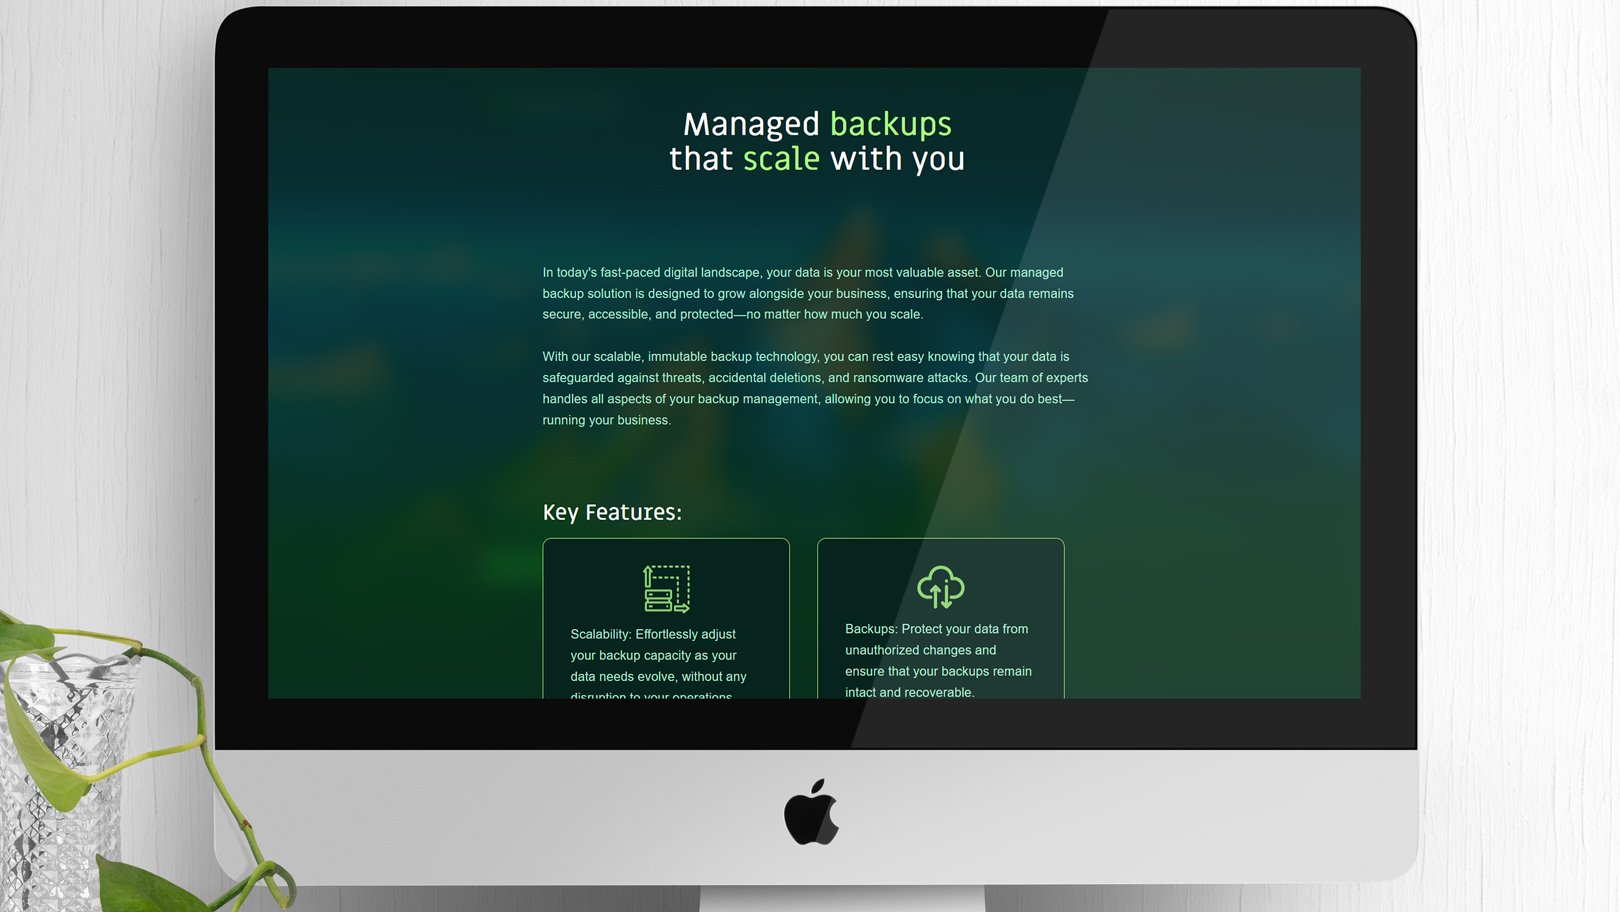 Managed backups
that scale with you
In today's fast-paced digital landscape, your data is your most valuable asset. Our managed
backup solution is designed to grow alongside your business, ensuring that your data remains
secure, accessible, and protected—no matter how much you scale.
With our scalable, immutable backup technology, you can rest easy knowing that your data is
safeguarded against threats, accidental deletions, and ransomware attacks. Our team of experts
handles all aspects of your backup management, allowing you to focus on what you do best—
running your business.
Key Features:
Scalability: Effortlessly adjust
your backup capacity as your
data needs evolve, without any
disruption to your operations.
Backups: Protect your data from
unauthorized changes and
ensure that your backups remain
intact and recoverable.